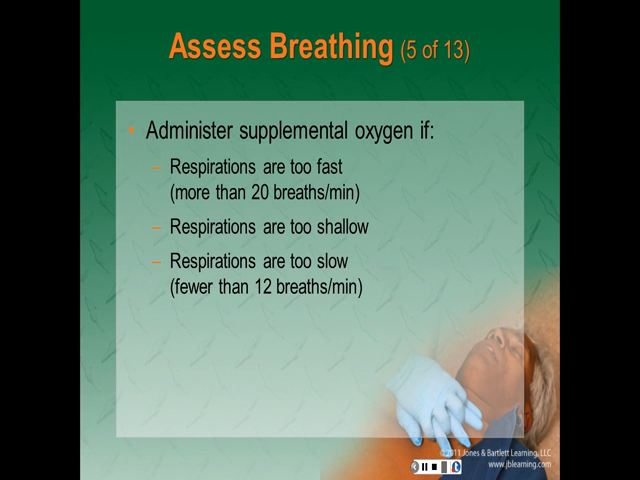 Assess Breathing (5 of 13)
• Administer supplemental oxygen if:
– Respirations are too fast
(more than 20 breaths/min)
– Respirations are too shallow
– Respirations are too slow
(fewer than 12 breaths/min)
© 2011 Jones & Bartlett Learning, LLC
www.jblearning.com